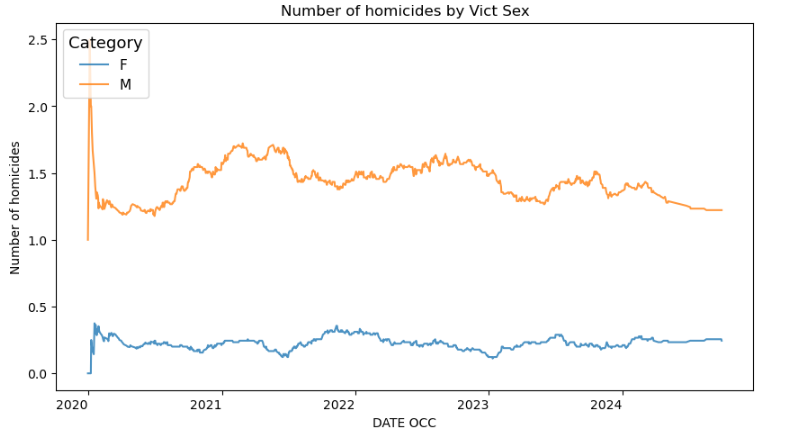 Number of homicides by Vict Sex
Category
F
M
Number of homicides
2.5
2.0
1.5
1.0
0.5
0.0
2020
2021
2022
2023
2024
DATE OCC